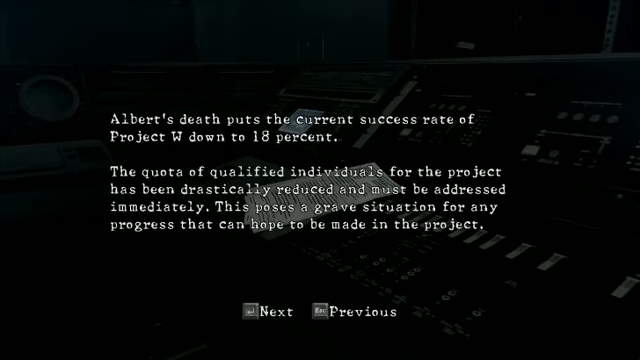 Albert's death puts the current success rate of
Project W down to 18 percent.
The quota of qualified individuals for the project
has been drastically reduced and must be addressed
immediately. This poses a grave situation for any
progress that can hope to be made in the project.
Next Esc Previous